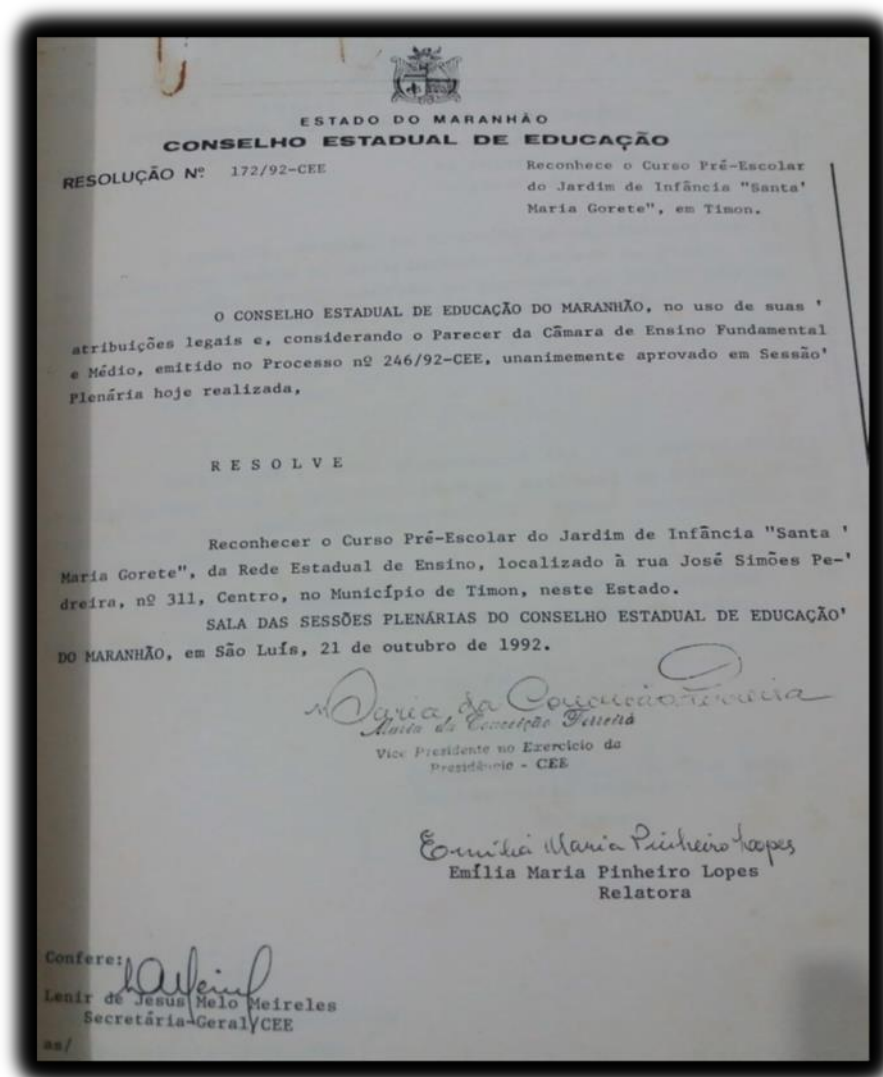 ESTADO DO MARANHÃO
CONSELHO ESTADUAL DE EDUCAÇÃO
RESOLUÇÃO Nº 172/92-CEE
Reconhece o Curso Pré-Escolar
do Jardim de Infância "Santa'
Maria Gorete", em Timon.
O CONSELHO ESTADUAL DE EDUCAÇÃO DO MARANHÃO, no uso de suas '
atribuições legais e, considerando o Parecer da Câmara de Ensino Fundamental
e Médio, emitido no Processo nº 246/92-CEE, unanimemente aprovado em Sessão'
Plenária hoje realizada,
R E S O L V E
Reconhecer o Curso Pré-Escolar do Jardim de Infância "Santa '
Maria Gorete", da Rede Estadual de Ensino, localizado à rua José Simões Pe-'
dreira, nº 311, Centro, no Município de Timon, neste Estado.
SALA DAS SESSÕES PLENÁRIAS DO CONSELHO ESTADUAL DE EDUCAÇÃO'
DO MARANHÃO, em São Luís, 21 de outubro de 1992.
Maria da Conceição Ferreira
Maria da Conceição Ferreira
Vice Presidente no Exercício da
Presidência - CEE
Emília Maria Pinheiro Lopes
Emília Maria Pinheiro Lopes
Relatora
Confere:
Lenir de Jesus Melo Meireles
Secretária-Geral/CEE
as/